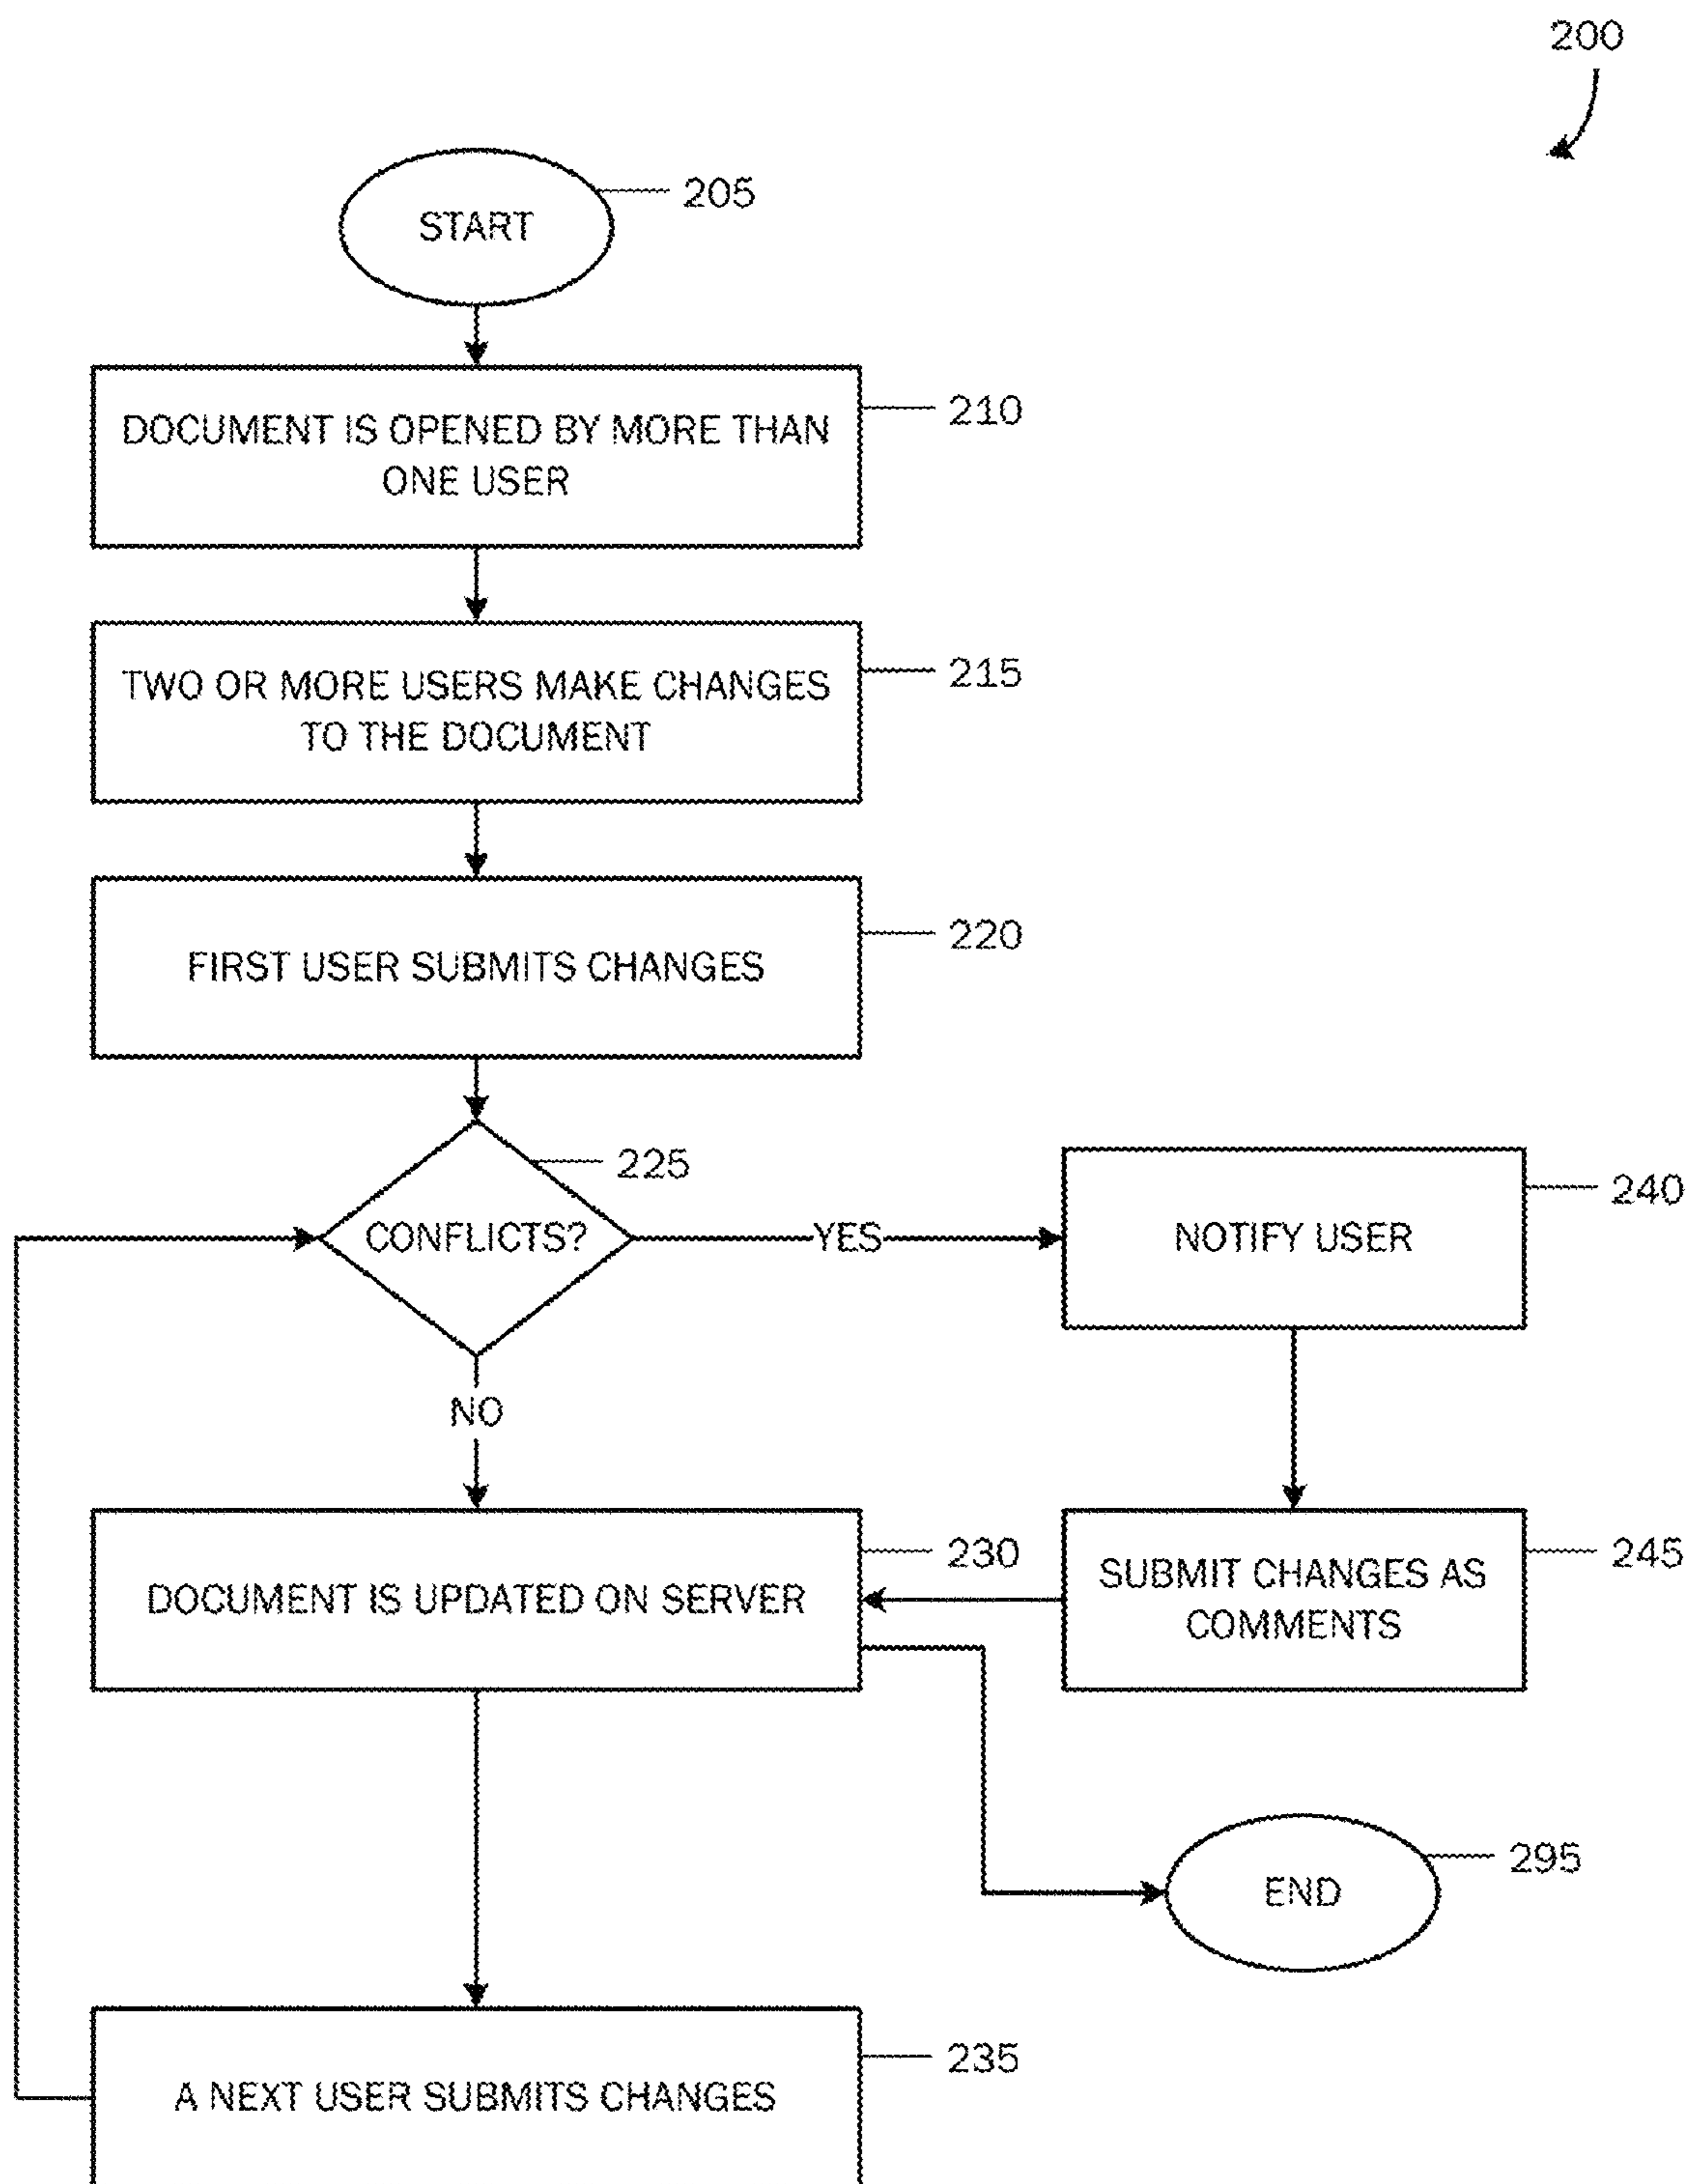 200
START
205
DOCUMENT IS OPENED BY MORE THAN
ONE USER
210
TWO OR MORE USERS MAKE CHANGES
TO THE DOCUMENT
215
FIRST USER SUBMITS CHANGES
220
225
CONFLICTS?
YES
NOTIFY USER
240
NO
DOCUMENT IS UPDATED ON SERVER
230
SUBMIT CHANGES AS
COMMENTS
245
END
295
A NEXT USER SUBMITS CHANGES
235